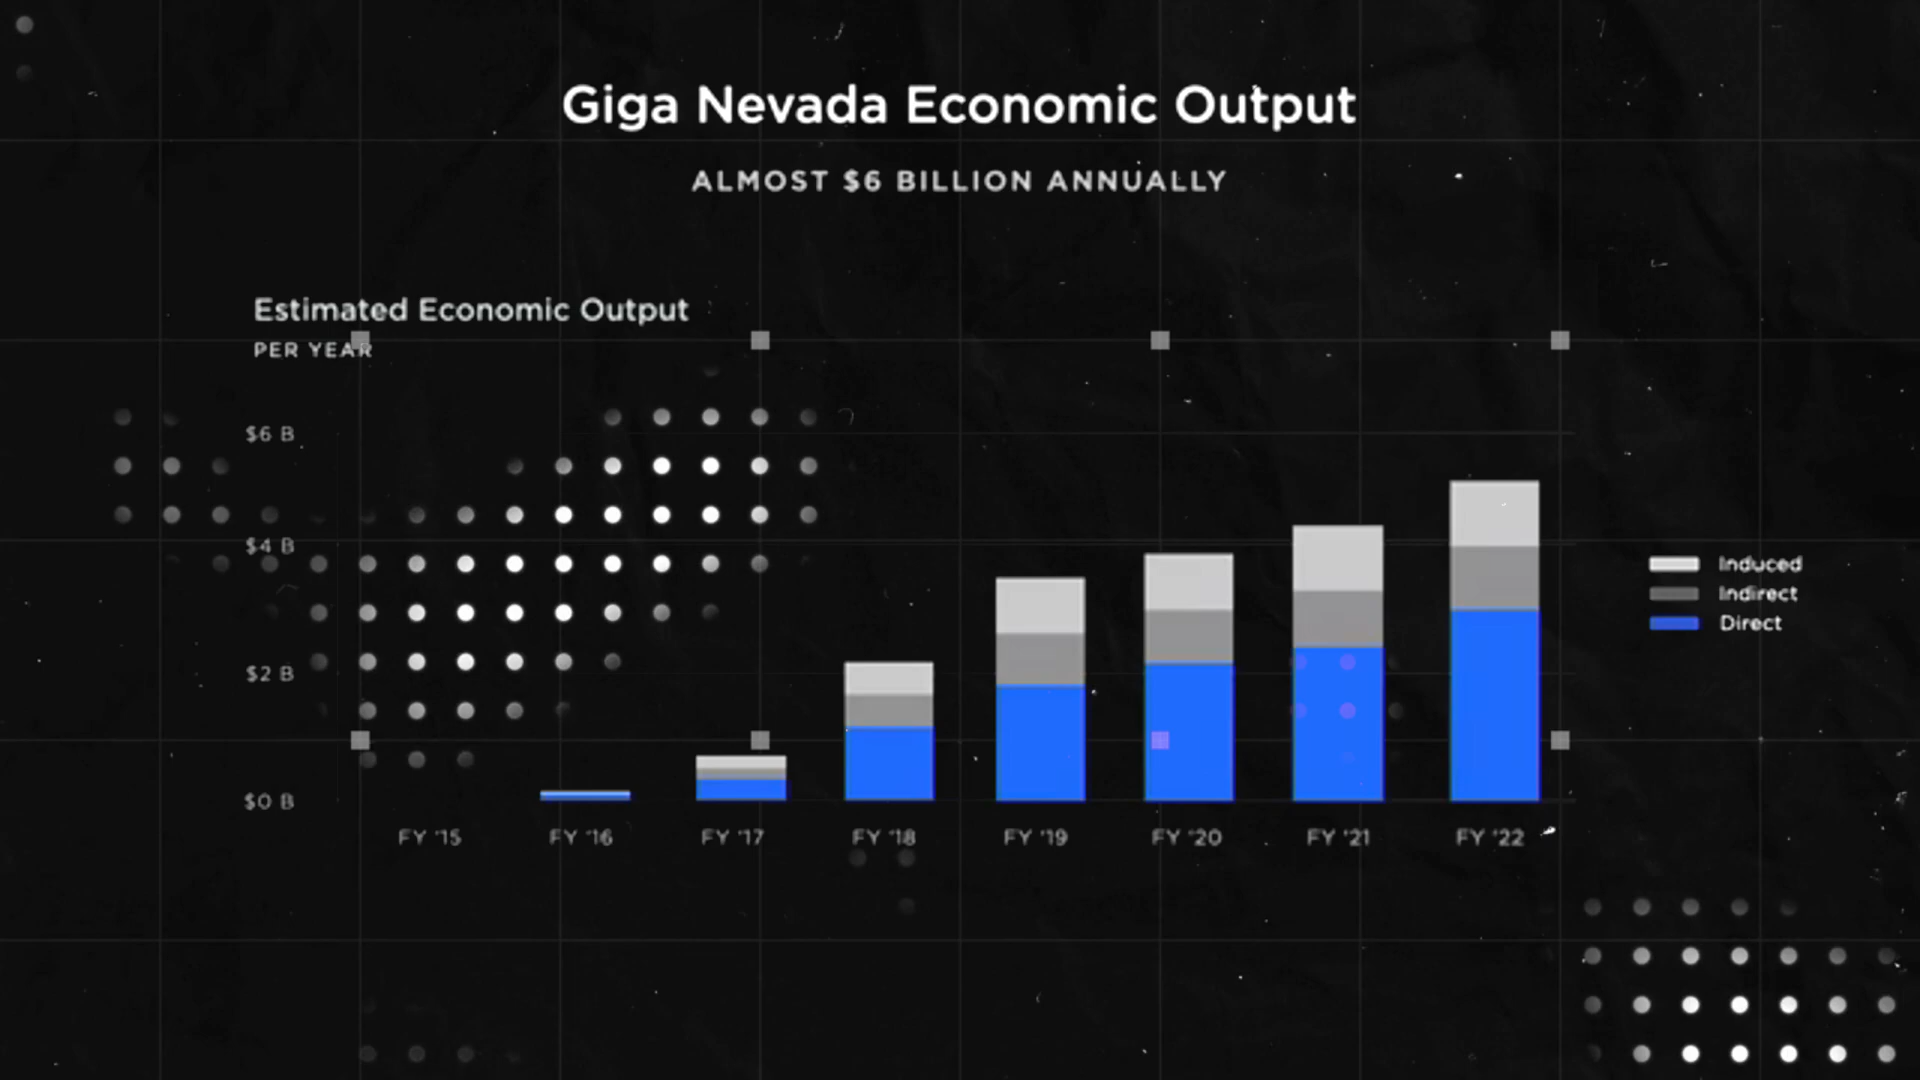 Giga Nevada Economic Output
ALMOST $6 BILLION ANNUALLY
Estimated Economic Output
PER YEAR
$6 B
$4 B
$2 B
$0 B
FY '15
FY '16
FY '17
FY '18
FY '19
FY '20
FY '21
FY '22
Induced
Indirect
Direct